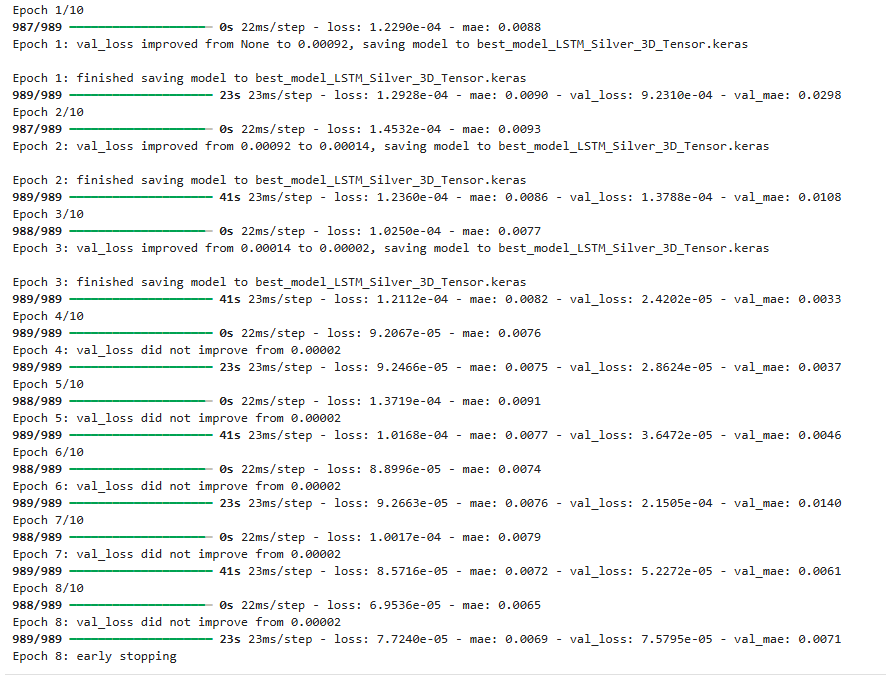 Epoch 1/10
987/989 ━━━━━━━━━━━━━━━━━━━━ 0s 22ms/step - loss: 1.2290e-04 - mae: 0.0088
Epoch 1: val_loss improved from None to 0.00092, saving model to best_model_LSTM_Silver_3D_Tensor.keras
Epoch 1: finished saving model to best_model_LSTM_Silver_3D_Tensor.keras
989/989 ━━━━━━━━━━━━━━━━━━━━ 23s 23ms/step - loss: 1.2928e-04 - mae: 0.0090 - val_loss: 9.2310e-04 - val_mae: 0.0298
Epoch 2/10
987/989 ━━━━━━━━━━━━━━━━━━━━ 0s 22ms/step - loss: 1.4532e-04 - mae: 0.0093
Epoch 2: val_loss improved from 0.00092 to 0.00014, saving model to best_model_LSTM_Silver_3D_Tensor.keras
Epoch 2: finished saving model to best_model_LSTM_Silver_3D_Tensor.keras
989/989 ━━━━━━━━━━━━━━━━━━━━ 41s 23ms/step - loss: 1.2360e-04 - mae: 0.0086 - val_loss: 1.3788e-04 - val_mae: 0.0108
Epoch 3/10
988/989 ━━━━━━━━━━━━━━━━━━━━ 0s 22ms/step - loss: 1.0250e-04 - mae: 0.0077
Epoch 3: val_loss improved from 0.00014 to 0.00002, saving model to best_model_LSTM_Silver_3D_Tensor.keras
Epoch 3: finished saving model to best_model_LSTM_Silver_3D_Tensor.keras
989/989 ━━━━━━━━━━━━━━━━━━━━ 41s 23ms/step - loss: 1.2112e-04 - mae: 0.0082 - val_loss: 2.4202e-05 - val_mae: 0.0033
Epoch 4/10
989/989 ━━━━━━━━━━━━━━━━━━━━ 0s 22ms/step - loss: 9.2067e-05 - mae: 0.0076
Epoch 4: val_loss did not improve from 0.00002
989/989 ━━━━━━━━━━━━━━━━━━━━ 23s 23ms/step - loss: 9.2466e-05 - mae: 0.0075 - val_loss: 2.8624e-05 - val_mae: 0.0037
Epoch 5/10
988/989 ━━━━━━━━━━━━━━━━━━━━ 0s 22ms/step - loss: 1.3719e-04 - mae: 0.0091
Epoch 5: val_loss did not improve from 0.00002
989/989 ━━━━━━━━━━━━━━━━━━━━ 41s 23ms/step - loss: 1.0168e-04 - mae: 0.0077 - val_loss: 3.6472e-05 - val_mae: 0.0046
Epoch 6/10
988/989 ━━━━━━━━━━━━━━━━━━━━ 0s 22ms/step - loss: 8.8996e-05 - mae: 0.0074
Epoch 6: val_loss did not improve from 0.00002
989/989 ━━━━━━━━━━━━━━━━━━━━ 23s 23ms/step - loss: 9.2663e-05 - mae: 0.0076 - val_loss: 2.1505e-04 - val_mae: 0.0140
Epoch 7/10
988/989 ━━━━━━━━━━━━━━━━━━━━ 0s 22ms/step - loss: 1.0017e-04 - mae: 0.0079
Epoch 7: val_loss did not improve from 0.00002
989/989 ━━━━━━━━━━━━━━━━━━━━ 41s 23ms/step - loss: 8.5716e-05 - mae: 0.0072 - val_loss: 5.2272e-05 - val_mae: 0.0061
Epoch 8/10
988/989 ━━━━━━━━━━━━━━━━━━━━ 0s 22ms/step - loss: 6.9536e-05 - mae: 0.0065
Epoch 8: val_loss did not improve from 0.00002
989/989 ━━━━━━━━━━━━━━━━━━━━ 23s 23ms/step - loss: 7.7240e-05 - mae: 0.0069 - val_loss: 7.5795e-05 - val_mae: 0.0071
Epoch 8: early stopping